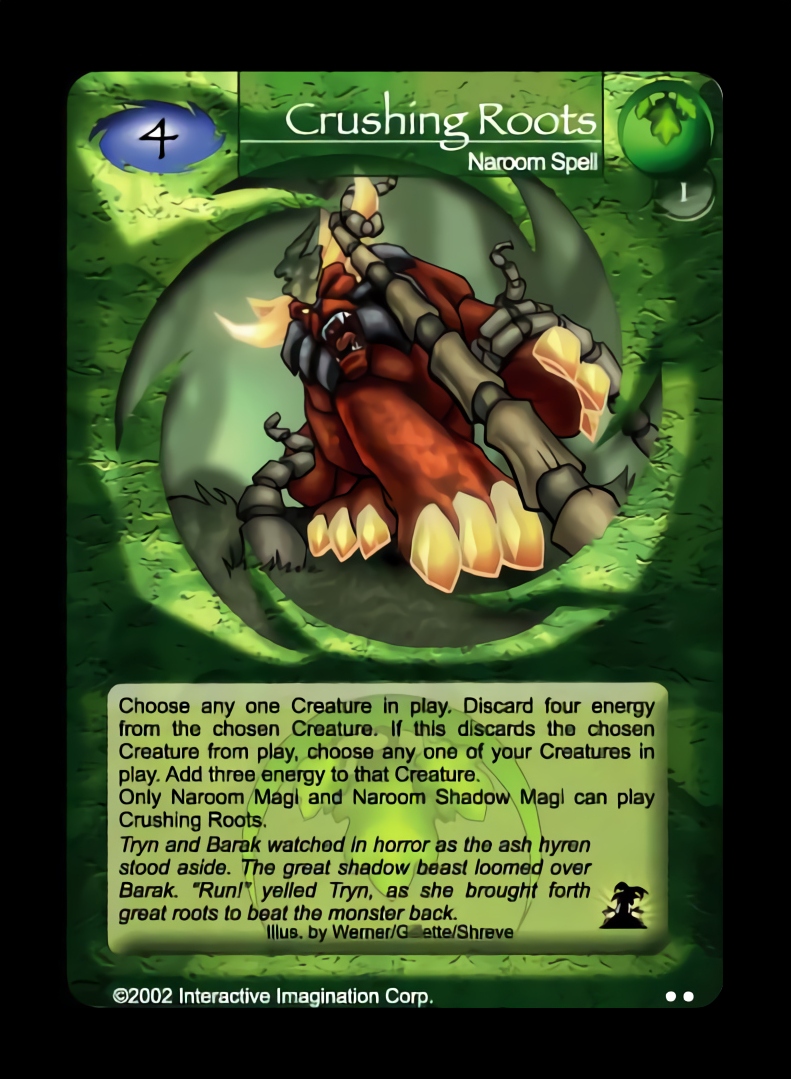 4
Crushing Roots
Naroom Spell
1
Choose any one Creature in play. Discard four energy
from the chosen Creature. If this discards the chosen
Creature from play, choose any one of your Creatures in
play. Add three energy to that Creature.
Only Naroom Magi and Naroom Shadow Magi can play
Crushing Roots.
Tryn and Barak watched in horror as the ash hyren
stood aside. The great shadow beast loomed over
Barak. "Run!" yelled Tryn, as she brought forth
great roots to beat the monster back.
Illus. by Werner/ /Shreve
©2002 Interactive Imagination Corp.